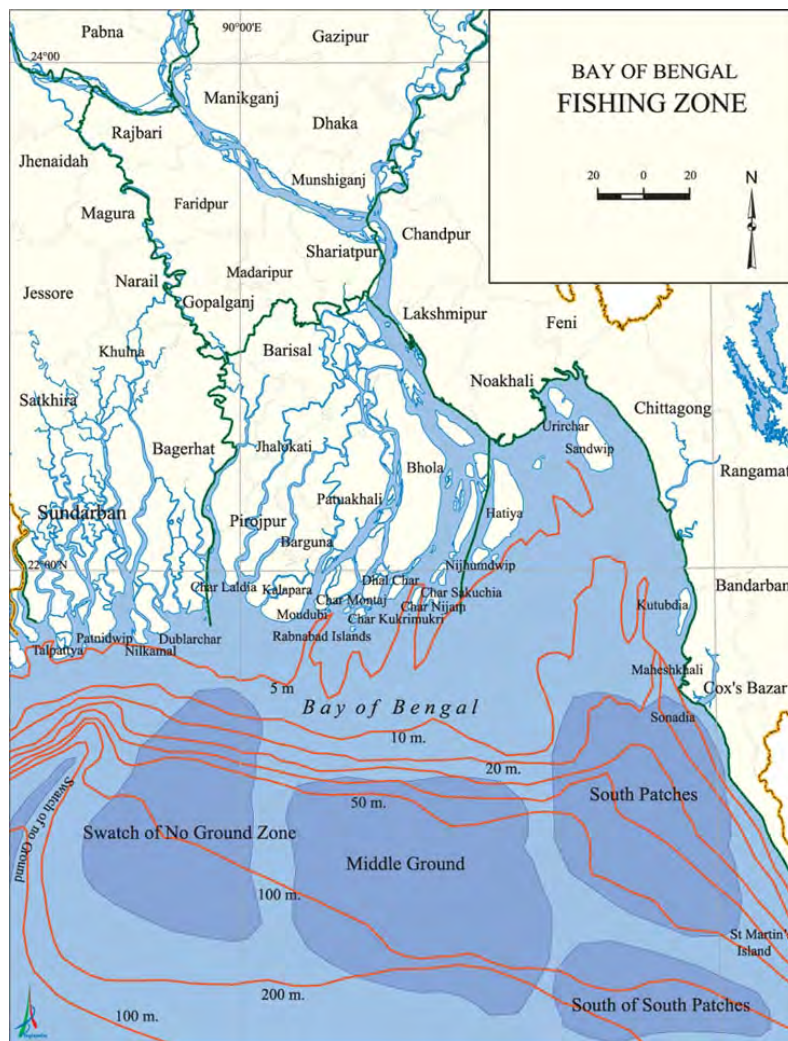 Pabna
90°00'E
Gazipur
24°00
BAY OF BENGAL
FISHING ZONE
Manikganj
Rajbari
Dhaka
Jhenaidah
20
0
20
N
Munshiganj
Magura
Faridpur
Chandpur
Shariatpur
Madaripur
Narail
Jessore
Gopalganj
Lakshmipur
Feni
Khulna
Barisal
Noakhali
Satkhira
Chittagong
Urirchar
Bagerhat
Jhalokati
Sandwip
Bhola
Rangamat
Patuakhali
Sundarban
Hatiya
Pirojpur
Barguna
Nijhumdwip
22°00'N
Char Laldia
Kalapara
Dhal Char
Bandarban
Char Montaj
Char Sakuchia
Moudubi
Char Nijam
Kutubdia
Char Kukrimukri
Patnidwip
Dublarchar
Rabnabad Islands
Talpattya
Nilkamal
Maheshkhali
5 m
Cox's Bazar
Bay of Bengal
Sonadia
10 m.
20 m.
Swatch of no
Ground
50 m.
South Patches
Swatch of No Ground Zone
Middle Ground
100 m.
St Martin's
Island
200 m.
100 m.
South of South Patches